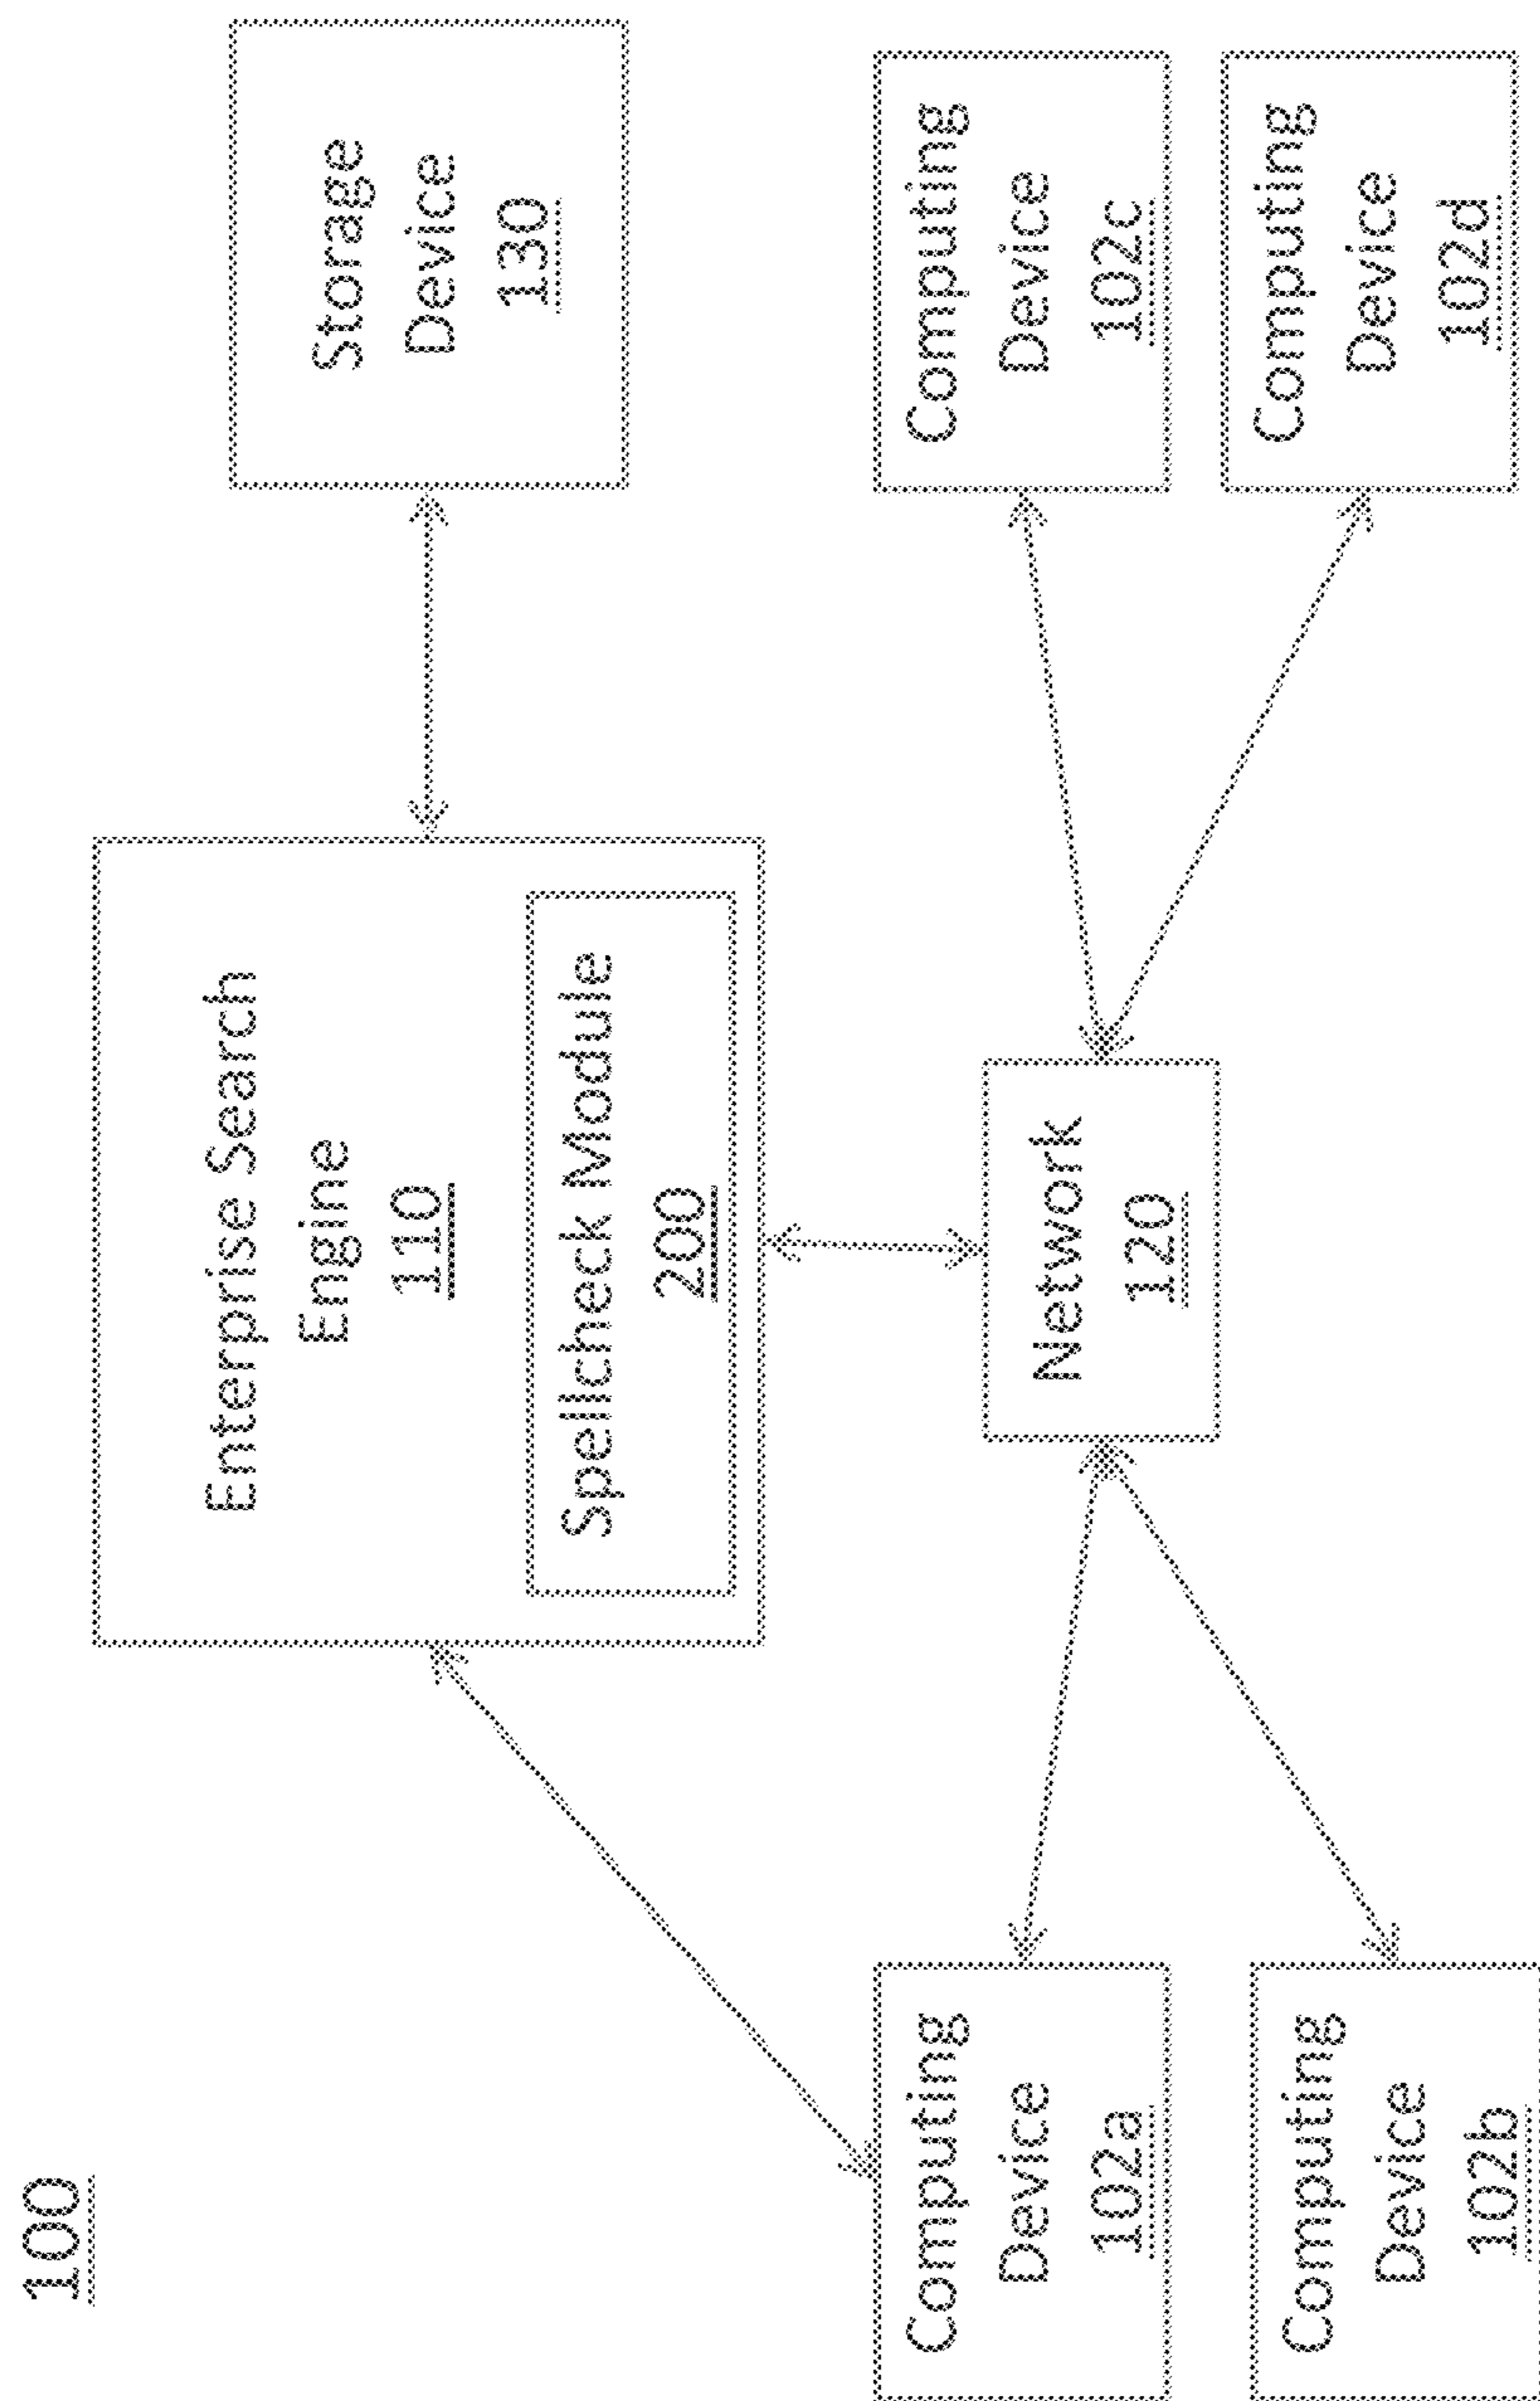 100
Enterprise Search
Engine
110
Spellcheck Module
200
Storage
Device
130
Computing
Device
102a
Network
120
Computing
Device
102c
Computing
Device
102b
Computing
Device
102d